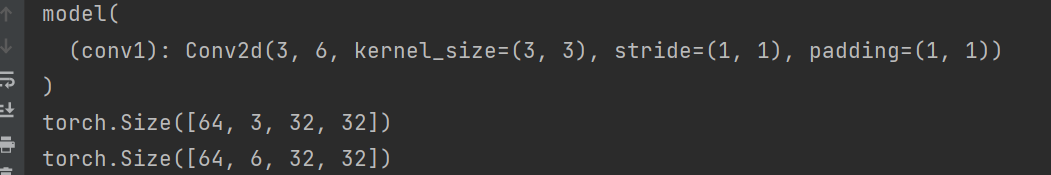 model(
  (conv1): Conv2d(3, 6, kernel_size=(3, 3), stride=(1, 1), padding=(1, 1))
)
torch.Size([64, 3, 32, 32])
torch.Size([64, 6, 32, 32])